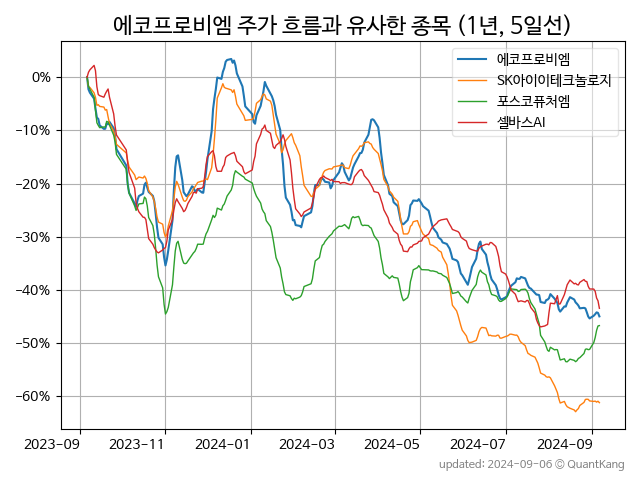 에코프로비엠 주가 흐름과 유사한 종목 (1년, 5일선)
에코프로비엠
SK아이이테크놀로지
포스코퓨처엠
셀바스AI
0%
−10%
−20%
−30%
−40%
−50%
−60%
2023-09 2023-11 2024-01 2024-03 2024-05 2024-07 2024-09
updated: 2024-09-06 © QuantKang